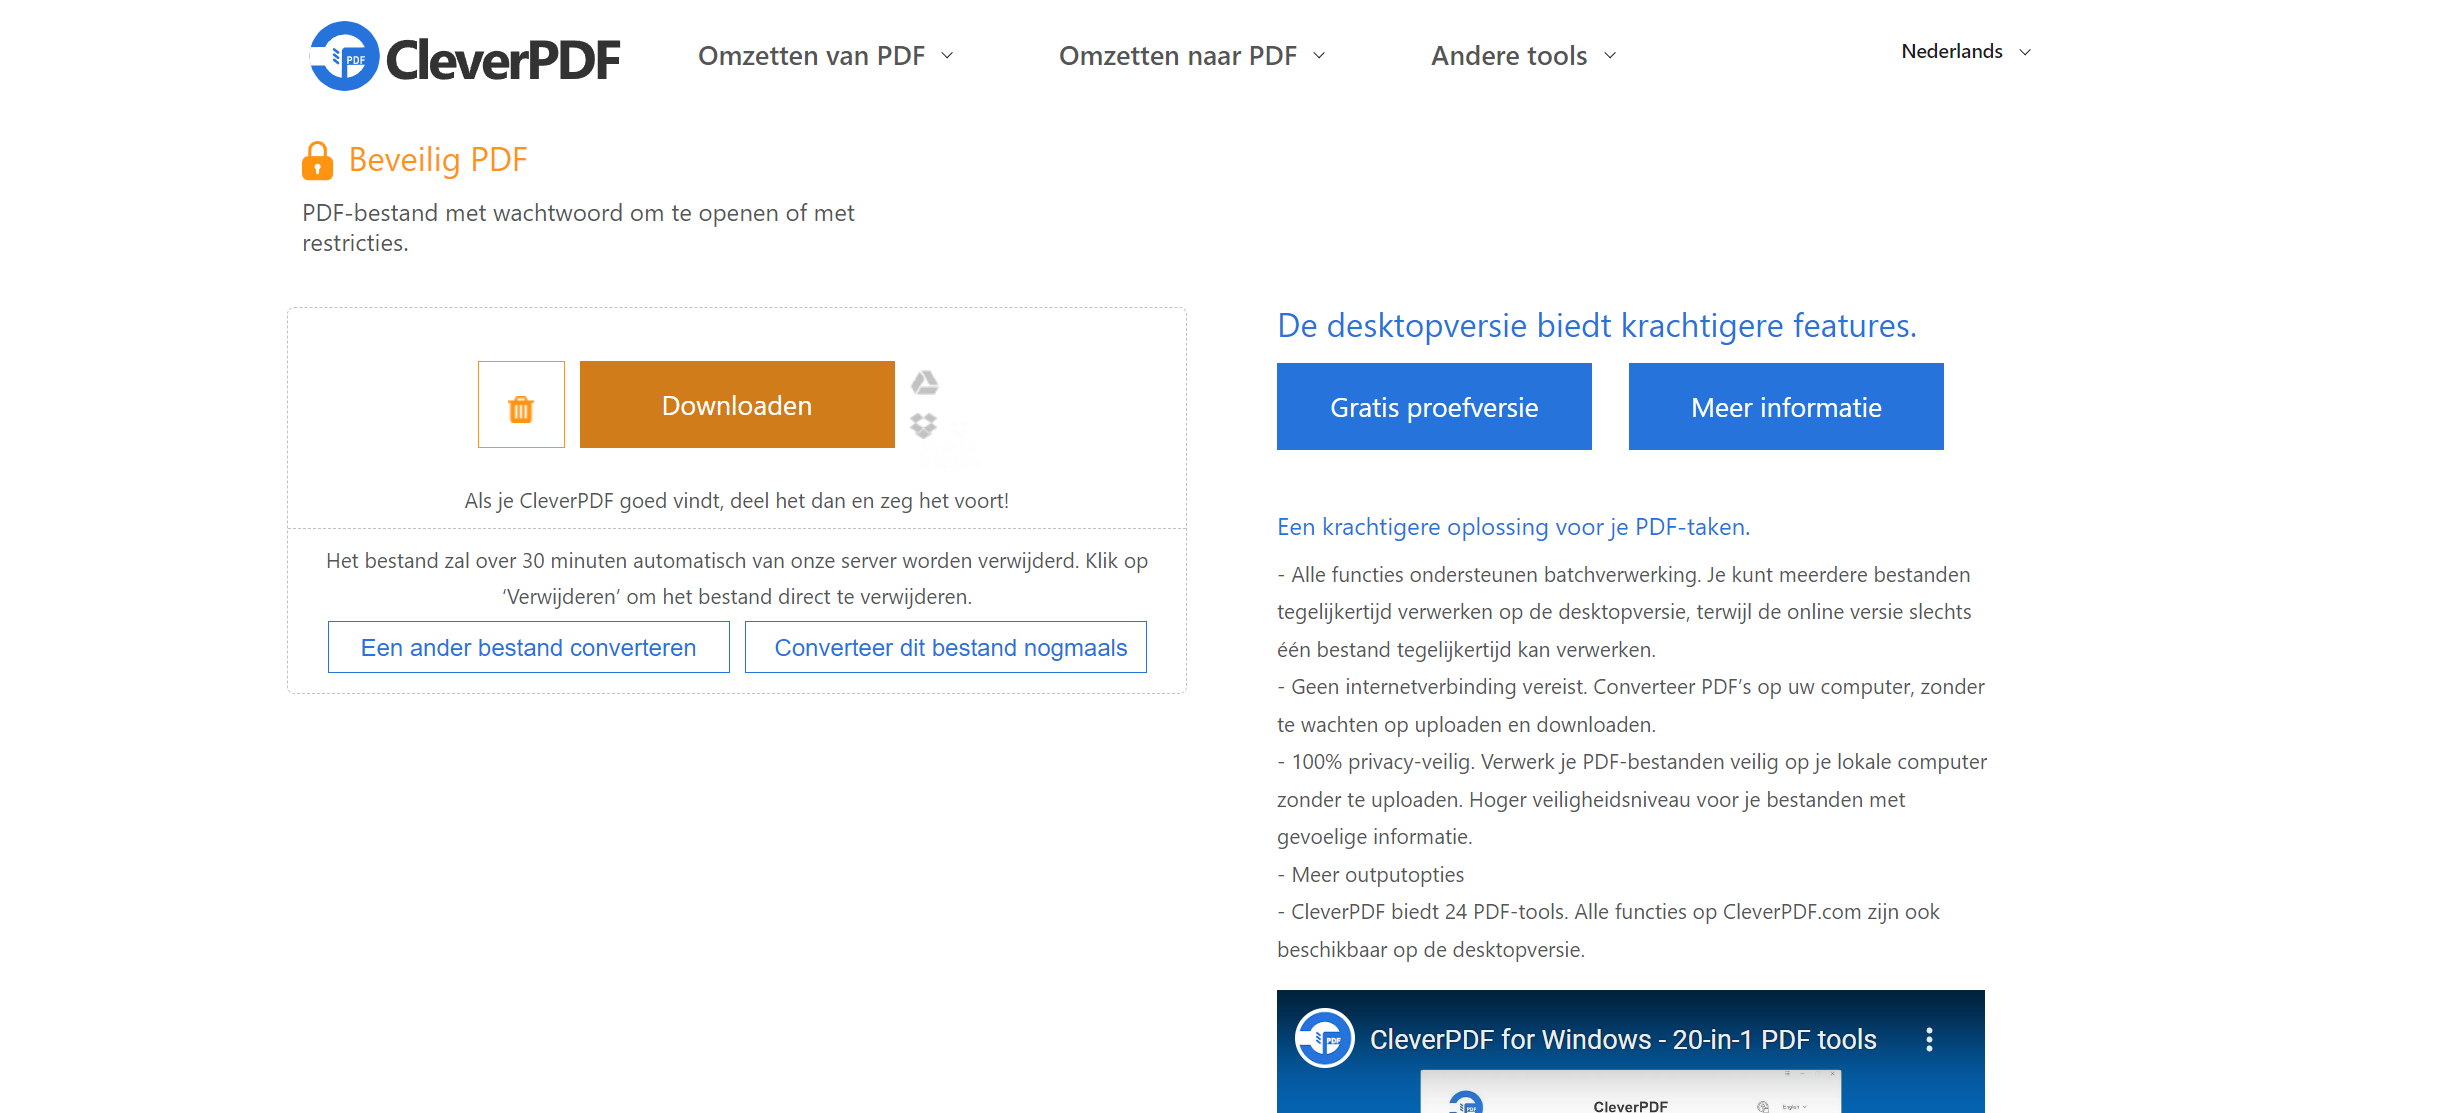 CleverPDF
Omzetten van PDF
Omzetten naar PDF
Andere tools
Nederlands
Beveilig PDF
PDF-bestand met wachtwoord om te openen of met
restricties.
Downloaden
Als je CleverPDF goed vindt, deel het dan en zeg het voort!
Het bestand zal over 30 minuten automatisch van onze server worden verwijderd. Klik op
‘Verwijderen’ om het bestand direct te verwijderen.
Een ander bestand converteren
Converteer dit bestand nogmaals
De desktopversie biedt krachtigere features.
Gratis proefversie
Meer informatie
Een krachtigere oplossing voor je PDF-taken.
- Alle functies ondersteunen batchverwerking. Je kunt meerdere bestanden
tegelijkertijd verwerken op de desktopversie, terwijl de online versie slechts
één bestand tegelijkertijd kan verwerken.
- Geen internetverbinding vereist. Converteer PDF’s op uw computer, zonder
te wachten op uploaden en downloaden.
- 100% privacy-veilig. Verwerk je PDF-bestanden veilig op je lokale computer
zonder te uploaden. Hoger veiligheidsniveau voor je bestanden met
gevoelige informatie.
- Meer outputopties
- CleverPDF biedt 24 PDF-tools. Alle functies op CleverPDF.com zijn ook
beschikbaar op de desktopversie.
CleverPDF for Windows - 20-in-1 PDF tools
CleverPDF
English